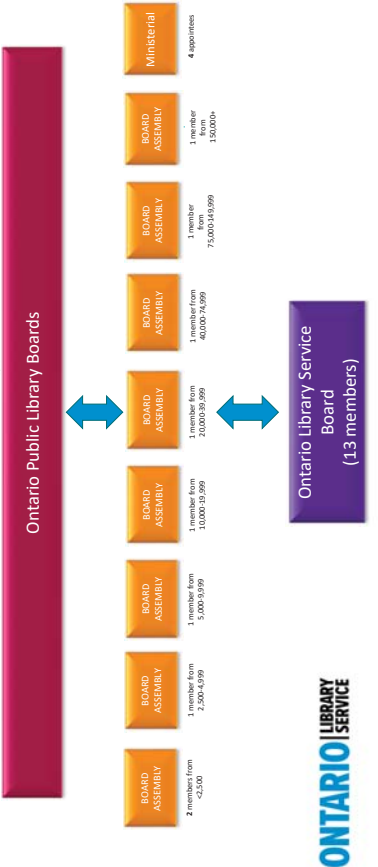 Ontario Public Library Boards
BOARD
ASSEMBLY
2 members from
<2,500
BOARD
ASSEMBLY
1 member from
2,500-4,999
BOARD
ASSEMBLY
1 member from
5,000-9,999
BOARD
ASSEMBLY
1 member from
10,000-19,999
BOARD
ASSEMBLY
1 member from
20,000-39,999
BOARD
ASSEMBLY
1 member from
40,000-74,999
BOARD
ASSEMBLY
1 member
from
75,000-149,999
BOARD
ASSEMBLY
1 member
from
150,000+
Ministerial
4 appointees
Ontario Library Service
Board
(13 members)
ONTARIO
LIBRARY
SERVICE